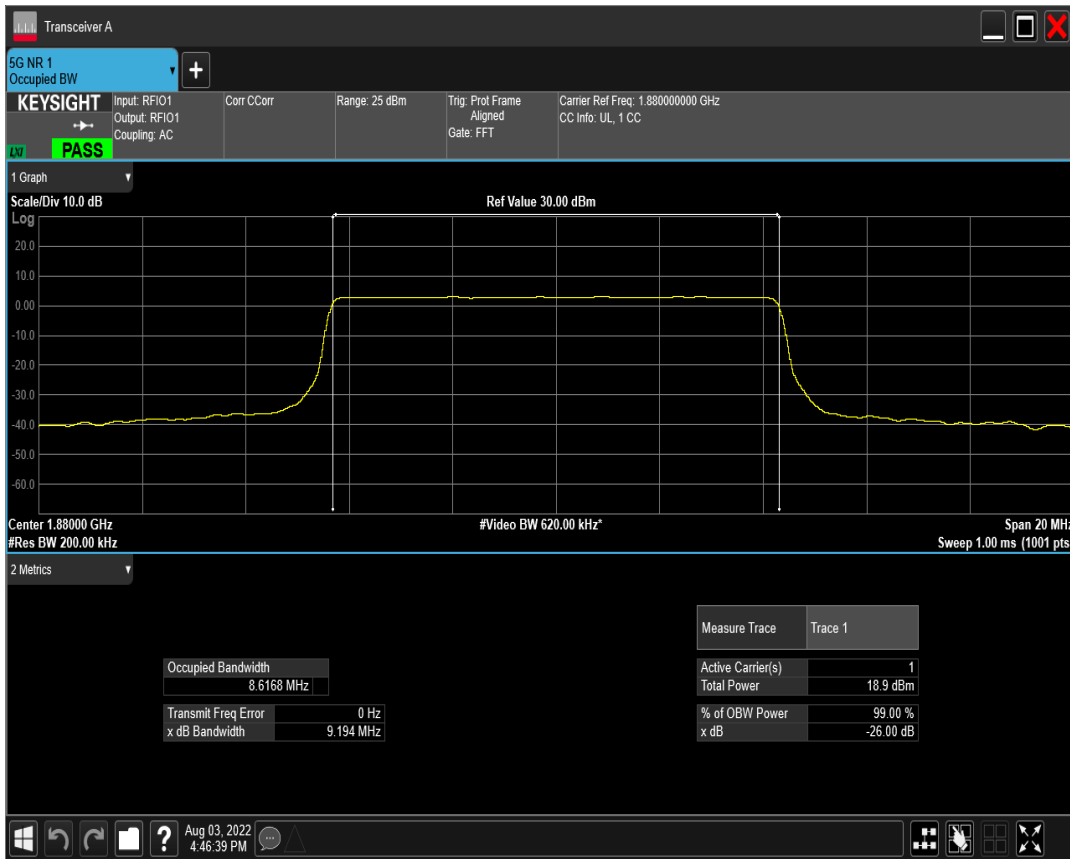 Transceiver A
5G NR 1
Occupied BW
KEYSIGHT
LXI
PASS
Input: RFIO1
Output: RFIO1
Coupling: AC
Corr CCorr
Range: 25 dBm
Trig: Prot Frame
Aligned
Gate: FFT
Carrier Ref Freq: 1.880000000 GHz
CC Info: UL, 1 CC
1 Graph
Scale/Div 10.0 dB
Ref Value 30.00 dBm
Log
20.0
10.0
0.00
-10.0
-20.0
-30.0
-40.0
-50.0
-60.0
Center 1.88000 GHz
#Video BW 620.00 kHz*
Span 20 MHz
#Res BW 200.00 kHz
Sweep 1.00 ms (1001 pts
2 Metrics
Measure Trace Trace 1
Occupied Bandwidth
8.6168 MHz
Active Carrier(s) 1
Total Power 18.9 dBm
Transmit Freq Error 0 Hz
x dB Bandwidth 9.194 MHz
% of OBW Power 99.00 %
x dB -26.00 dB
Aug 03, 2022
4:46:39 PM